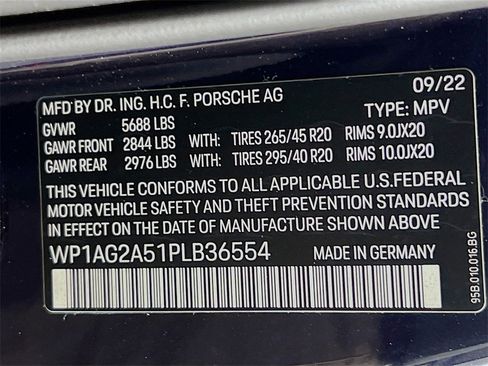 09/22
MFD BY DR. ING. H.C. F. PORSCHE AG TYPE: MPV
GVWR 5688 LBS
GAWR FRONT 2844 LBS WITH: TIRES 265/45 R20 RIMS 9.0JX20
GAWR REAR 2976 LBS WITH: TIRES 295/40 R20 RIMS 10.0JX20
THIS VEHICLE CONFORMS TO ALL APPLICABLE U.S.FEDERAL
MOTOR VEHICLE SAFETY AND THEFT PREVENTION STANDARDS
IN EFFECT ON THE DATE OF MANUFACTURE SHOWN ABOVE
WP1AG2A51PLB36554 MADE IN GERMANY
95B.010.016.BG